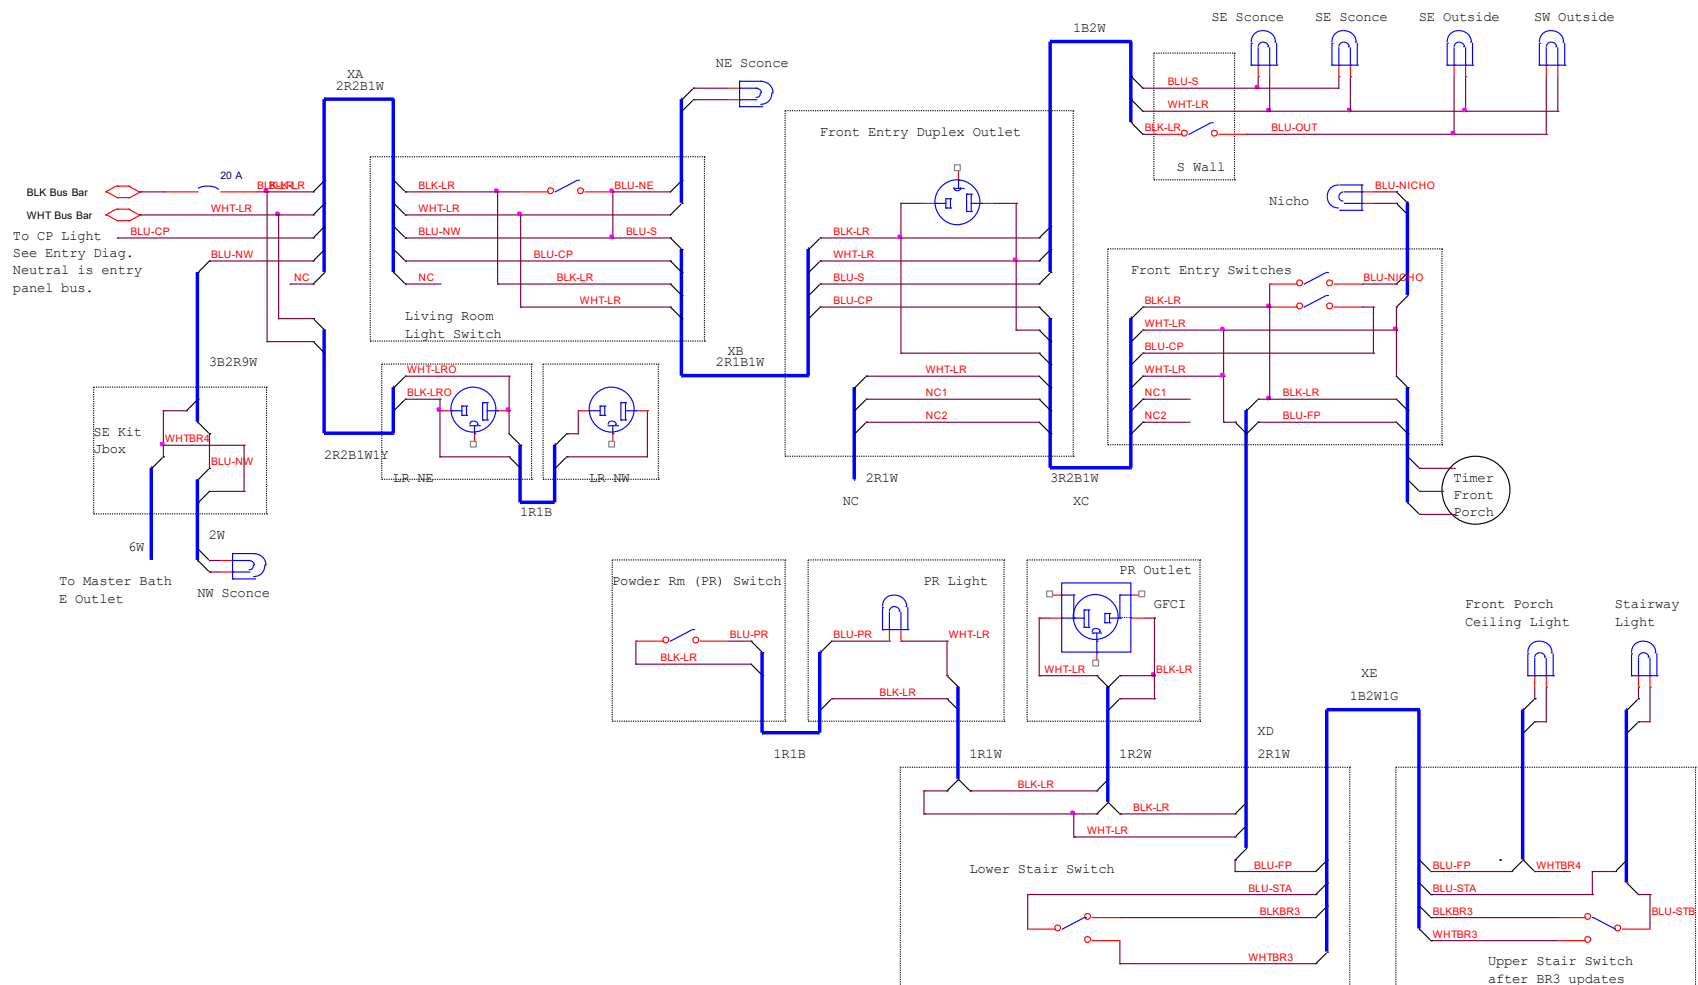 SE Sconce
SE Sconce
SE Outside
SW Outside
1B2W
BLU-S
WHT-LR
BLK-LR
BLU-OUT
S Wall
XA
2R2B1W
NE Sconce
Front Entry Duplex Outlet
BLK Bus Bar
20 A
BLK-LR
WHT Bus Bar
WHT-LR
To CP Light
See Entry Diag.
Neutral is entry
panel bus.
BLU-CP
BLU-NW
NC
BLK-LR
BLU-NE
WHT-LR
BLU-NW
BLU-S
BLU-CP
NC
BLK-LR
WHT-LR
Living Room
Light Switch
BLK-LR
WHT-LR
BLU-S
BLU-CP
Nicho
BLU-NICHO
Front Entry Switches
BLU-NICHO
BLK-LR
WHT-LR
BLU-CP
WHT-LR
NC1
NC2
BLK-LR
BLU-FP
XB
2R1B1W
WHT-LR
NC1
NC2
2R1W
NC
3R2B1W
XC
Timer
Front
Porch
3B2R9W
SE Kit
Jbox
WHTBR4
BLU-NW
6W
2W
To Master Bath
E Outlet
NW Sconce
WHT-LRO
BLK-LRO
2R2B1W1Y
LR NE
LR NW
1R1B
Powder Rm (PR) Switch
BLU-PR
BLK-LR
1R1B
PR Light
BLU-PR
WHT-LR
BLK-LR
1R1W
PR Outlet
GFCI
WHT-LR
BLK-LR
1R2W
XD
2R1W
Front Porch
Ceiling Light
Stairway
Light
XE
1B2W1G
BLK-LR
BLK-LR
WHT-LR
Lower Stair Switch
BLU-FP
BLU-STA
BLKBR3
WHTBR3
BLU-FP
WHTBR4
BLU-STA
BLKBR3
BLU-STB
WHTBR3
Upper Stair Switch
after BR3 updates